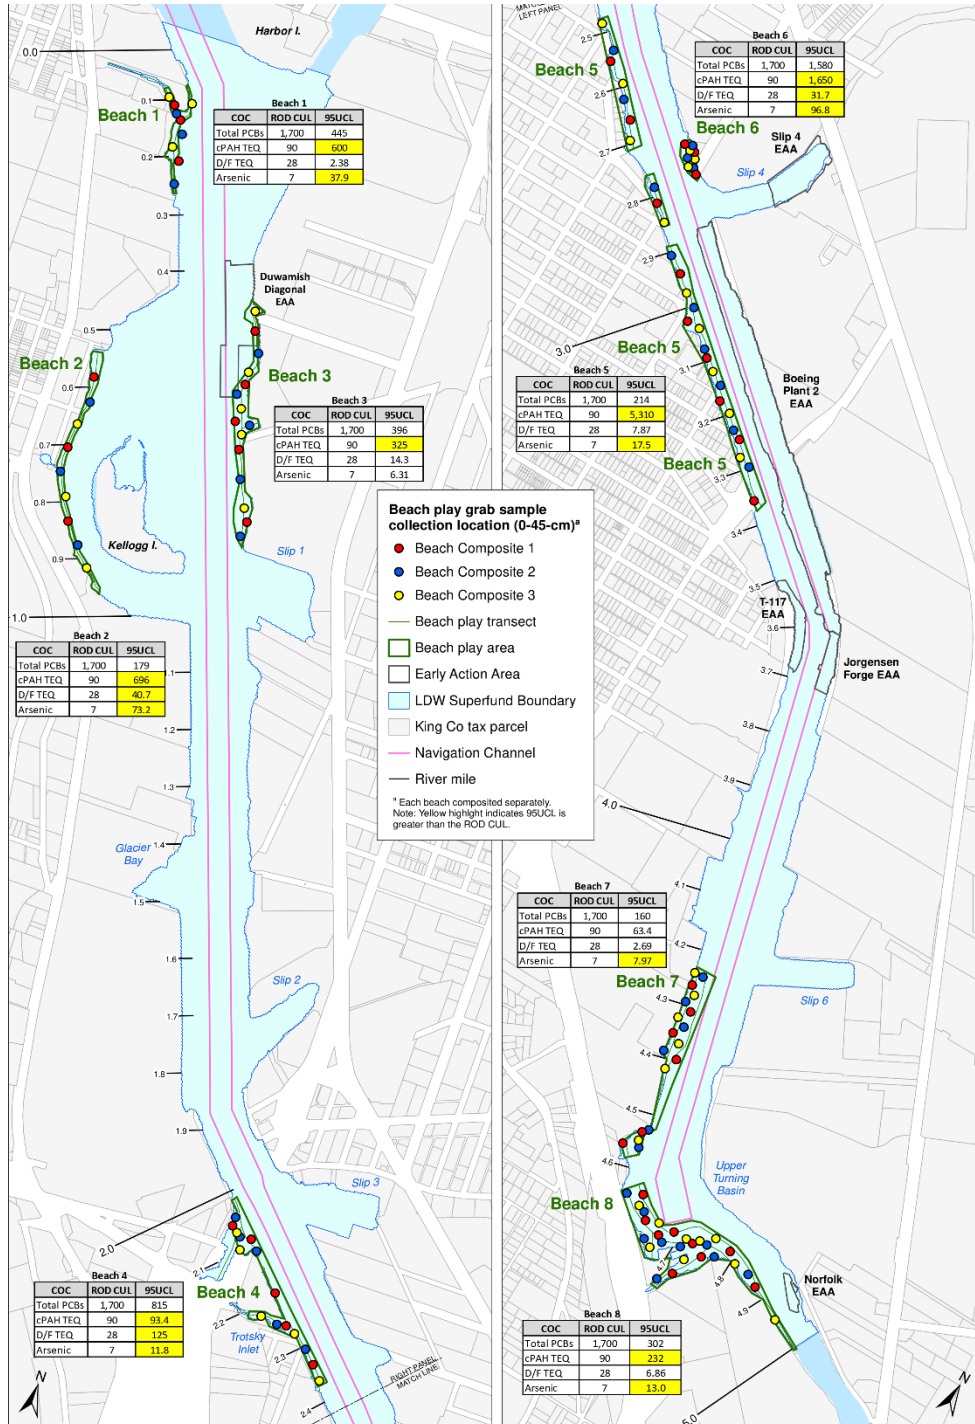 Harbor I.
0.0
0.1
Beach 1
Beach 1
COC ROD CUL 95UCL
Total PCBs 1,700 445
cPAH TEQ 90 600
D/F TEQ 28 2.38
Arsenic 7 37.9
0.2
0.3
0.4
Duwamish
Diagonal
EAA
0.5
Beach 2
0.6
Beach 3
Beach 3
COC ROD CUL 95UCL
Total PCBs 1,700 396
cPAH TEQ 90 325
D/F TEQ 28 14.3
Arsenic 7 6.31
0.7
0.8
Kellogg I.
0.9
Slip 1
1.0
Beach 2
COC ROD CUL 95UCL
Total PCBs 1,700 179
cPAH TEQ 90 696
D/F TEQ 28 40.7
Arsenic 7 73.2
1.1
1.2
1.3
Glacier
Bay
1.4
1.5
1.6
Slip 2
1.7
1.8
1.9
Slip 3
2.0
2.1
Beach 4
Beach 4
COC ROD CUL 95UCL
Total PCBs 1,700 815
cPAH TEQ 90 93.4
D/F TEQ 28 125
Arsenic 7 11.8
2.2
Trotsky
Inlet
2.3
RIGHT PANEL
MATCH LINE
2.4
N
Beach play grab sample
collection location (0-45-cm)ª
Beach Composite 1
Beach Composite 2
Beach Composite 3
Beach play transect
Beach play area
Early Action Area
LDW Superfund Boundary
King Co tax parcel
Navigation Channel
River mile
ª Each beach composited separately.
Note: Yellow highlght indicates 95UCL is
greater than the ROD CUL.
LEFT PANEL
2.5
Beach 5
2.6
2.7
Beach 6
COC ROD CUL 95UCL
Total PCBs 1,700 1,580
cPAH TEQ 90 1,650
D/F TEQ 28 31.7
Arsenic 7 96.8
Beach 6
Slip 4
EAA
Slip 4
2.8
2.9
3.0
Beach 5
3.1
Beach 5
COC ROD CUL 95UCL
Total PCBs 1,700 214
cPAH TEQ 90 5,310
D/F TEQ 28 7.87
Arsenic 7 17.5
Boeing
Plant 2
EAA
3.2
Beach 5
3.3
3.4
3.5
T-117
EAA
3.6
3.7
Jorgensen
Forge EAA
3.8
3.9
4.0
4.1
Beach 7
COC ROD CUL 95UCL
Total PCBs 1,700 160
cPAH TEQ 90 63.4
D/F TEQ 28 2.69
Arsenic 7 7.97
4.2
Beach 7
4.3
Slip 6
4.4
4.5
4.6
Upper
Turning
Basin
Beach 8
4.7
4.8
4.9
Norfolk
EAA
Beach 8
COC ROD CUL 95UCL
Total PCBs 1,700 302
cPAH TEQ 90 232
D/F TEQ 28 6.86
Arsenic 7 13.0
5.0
N